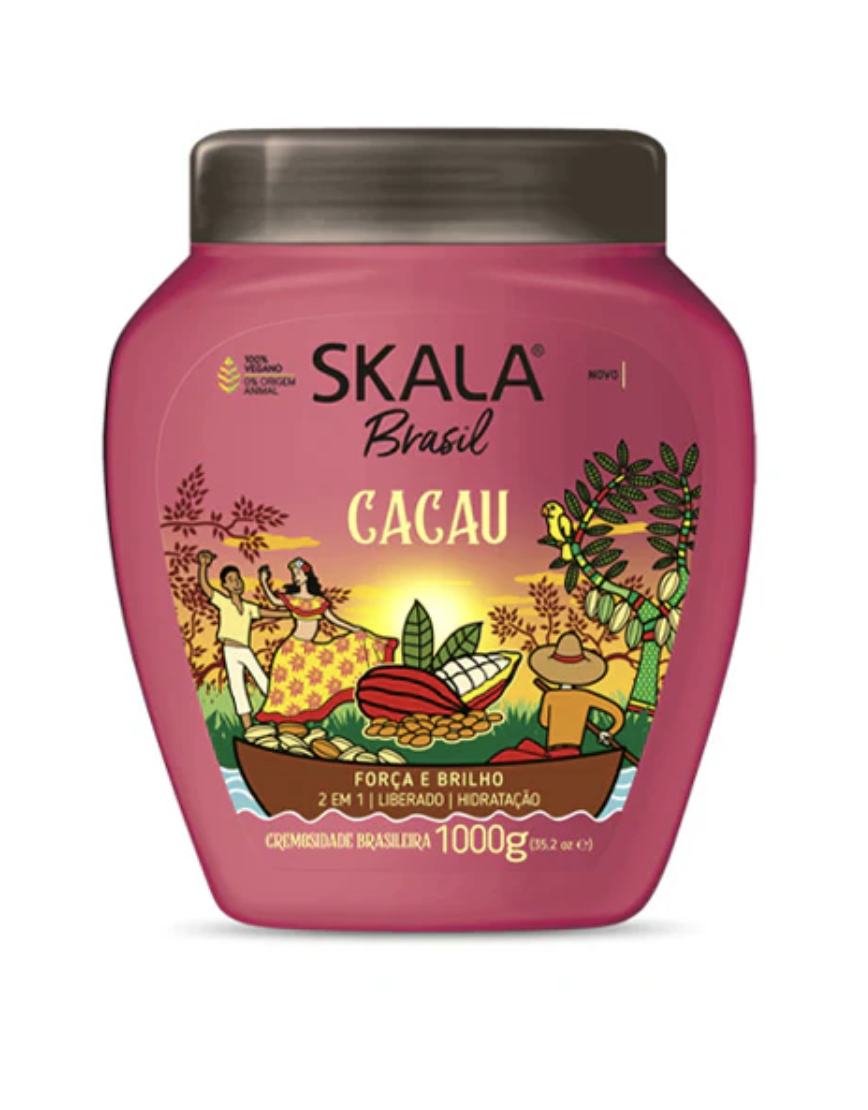 100%
VEGANO
0% ORIGEM
ANIMAL
SKALA®
NOVO
Brasil
CACAU
FORÇA E BRILHO
2 EM 1 | LIBERADO | HIDRATAÇÃO
CREMOSIDADE BRASILEIRA 1000g (35.2 oz ℮)